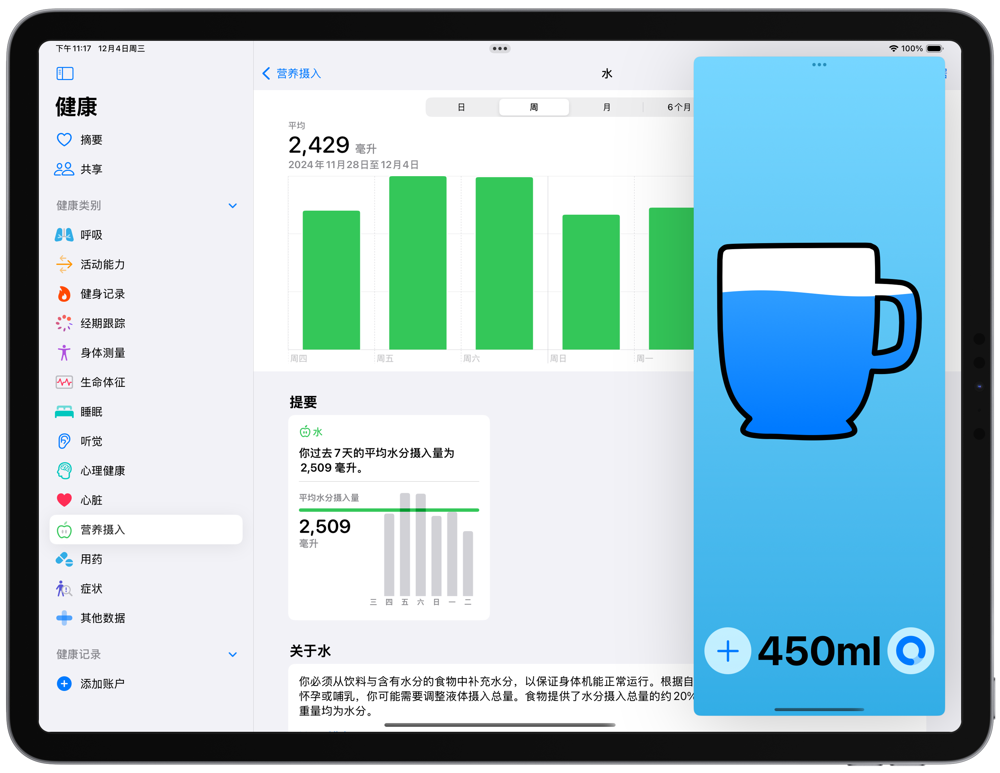 下午11:17 12月4日周三
100%
健康
摘要
共享
健康类别
呼吸
活动能力
健身记录
经期跟踪
身体测量
生命体征
睡眠
听觉
心理健康
心脏
营养摄入
用药
症状
其他数据
健康记录
添加账户
营养摄入
水
日 周 月 6个月
平均
2,429 毫升
2024年11月28日至12月4日
周四 周五 周六 周日 周一
提要
水
你过去7天的平均水分摄入量为
2,509 毫升。
平均水分摄入量
2,509
毫升
三 四 五 六 日 一 二
关于水
你必须从饮料与含有水分的食物中补充水分，以保证身体机能正常运行。根据自
怀孕或哺乳，你可能需要调整液体摄入总量。食物提供了水分摄入总量的约20%
重量均为水分。
450ml